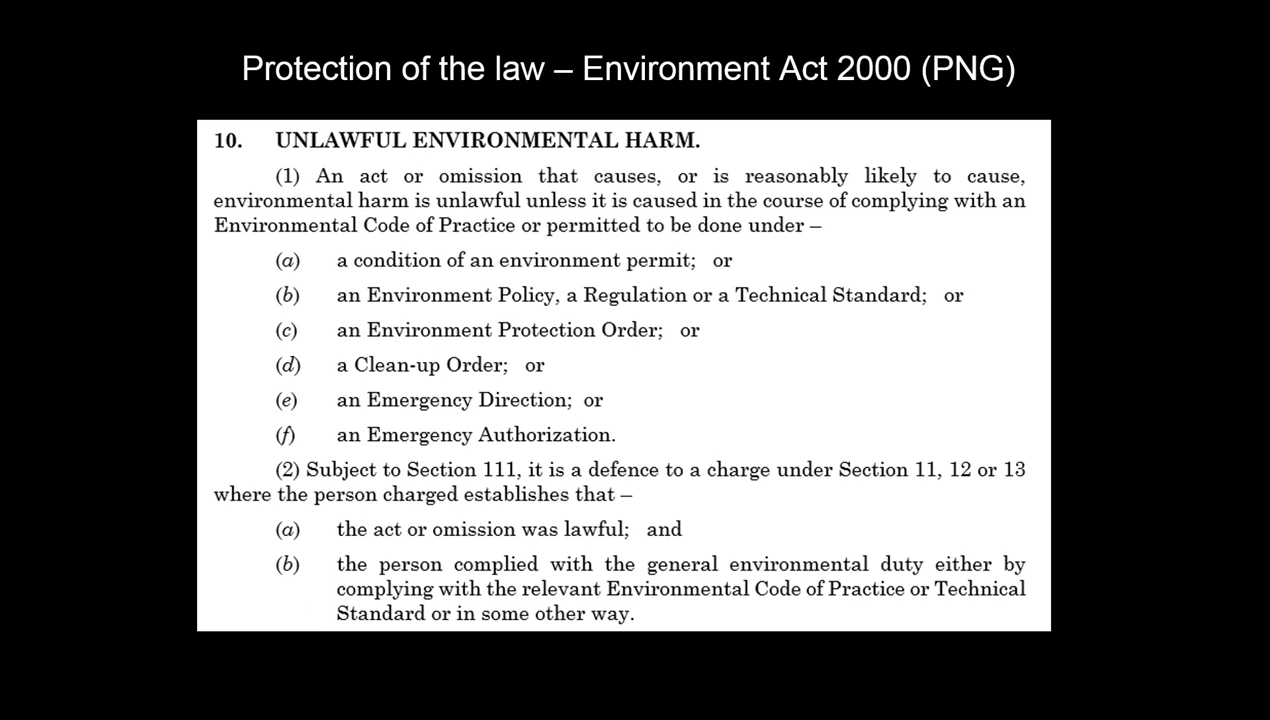 Protection of the law – Environment Act 2000 (PNG)
10. UNLAWFUL ENVIRONMENTAL HARM.
(1) An act or omission that causes, or is reasonably likely to cause,
environmental harm is unlawful unless it is caused in the course of complying with an
Environmental Code of Practice or permitted to be done under –
(a) a condition of an environment permit; or
(b) an Environment Policy, a Regulation or a Technical Standard; or
(c) an Environment Protection Order; or
(d) a Clean-up Order; or
(e) an Emergency Direction; or
(f) an Emergency Authorization.
(2) Subject to Section 111, it is a defence to a charge under Section 11, 12 or 13
where the person charged establishes that –
(a) the act or omission was lawful; and
(b) the person complied with the general environmental duty either by
complying with the relevant Environmental Code of Practice or Technical
Standard or in some other way.